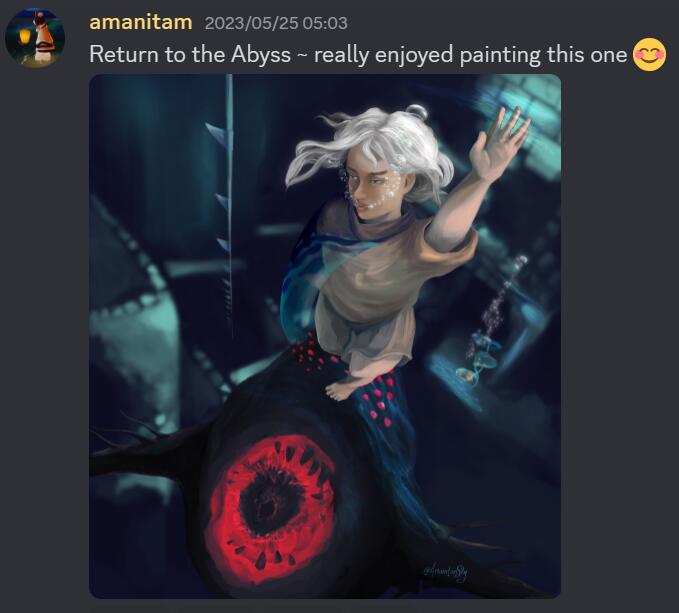 amanitam 2023/05/25 05:03
Return to the Abyss ~ really enjoyed painting this one 😊